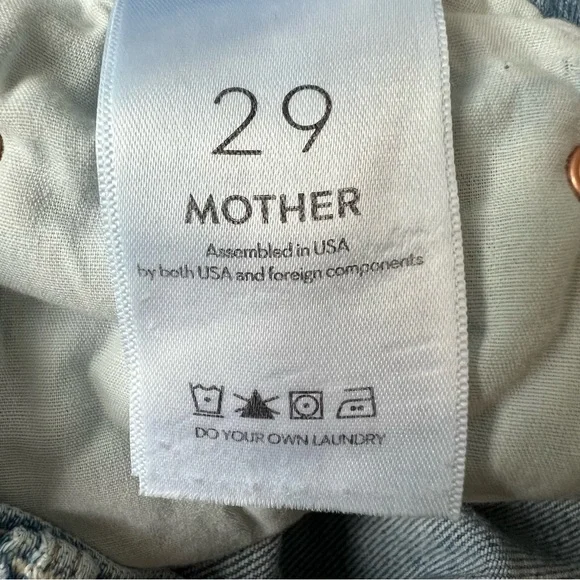 29
MOTHER
Assembled in USA
by both USA and foreign components
DO YOUR OWN LAUNDRY